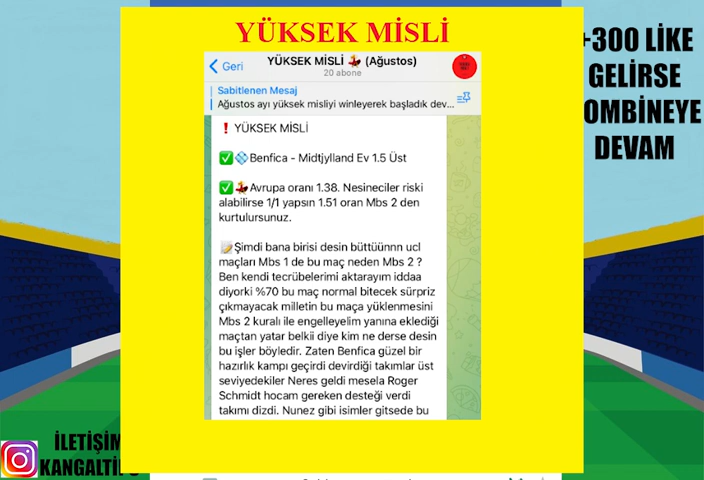 YÜKSEK MİSLİ
+300 LİKE
GELİRSE
KOMBİNEYE
DEVAM
Geri
YÜKSEK MİSLİ (Ağustos)
20 abone
Sabitlenen Mesaj
Ağustos ayı yüksek misliyi winleyerek başladık dev...
❗ YÜKSEK MİSLİ
✅ Benfica - Midtjylland Ev 1.5 Üst
✅ Avrupa oranı 1.38. Nesineciler riski
alabilirse 1/1 yapsın 1.51 oran Mbs 2 den
kurtulursunuz.
📝Şimdi bana birisi desin büttüünnn ucl
maçları Mbs 1 de bu maç neden Mbs 2 ?
Ben kendi tecrübelerimi aktarayım iddaa
diyorki %70 bu maç normal bitecek sürpriz
çıkmayacak milletin bu maça yüklenmesini
Mbs 2 kuralı ile engelleyelim yanına eklediği
maçtan yatar belkii diye kim ne derse desin
bu işler böyledir. Zaten Benfica güzel bir
hazırlık kampı geçirdi devirdiği takımlar üst
seviyedekiler Neres geldi mesela Roger
Schmidt hocam gereken desteği verdi
takımı dizdi. Nunez gibi isimler gitsede bu
İLETİŞİM